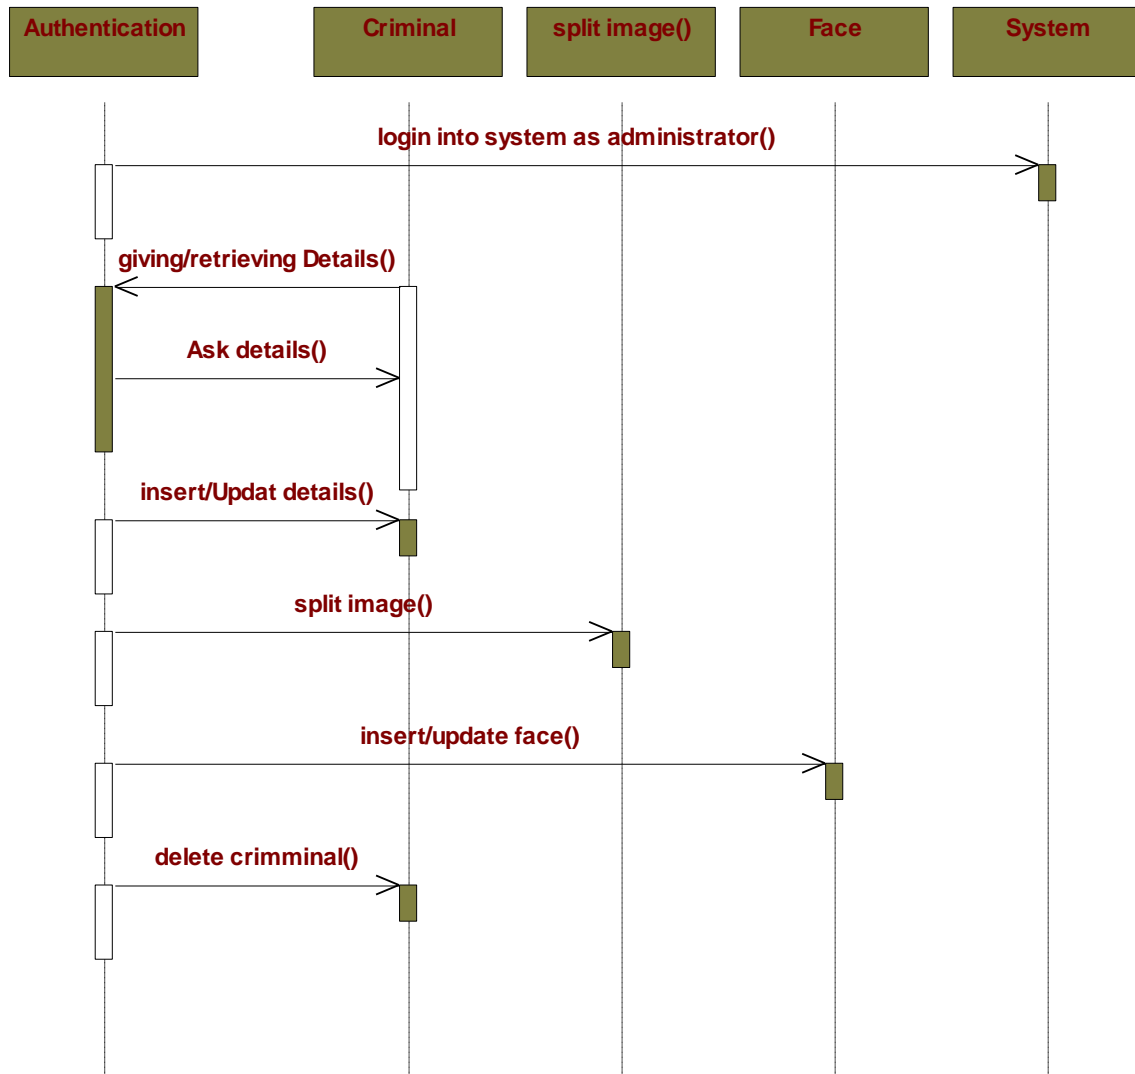 Authentication
Criminal
split image()
Face
System
login into system as administrator()
giving/retrieving Details()
Ask details()
insert/Updat details()
split image()
insert/update face()
delete crimminal()